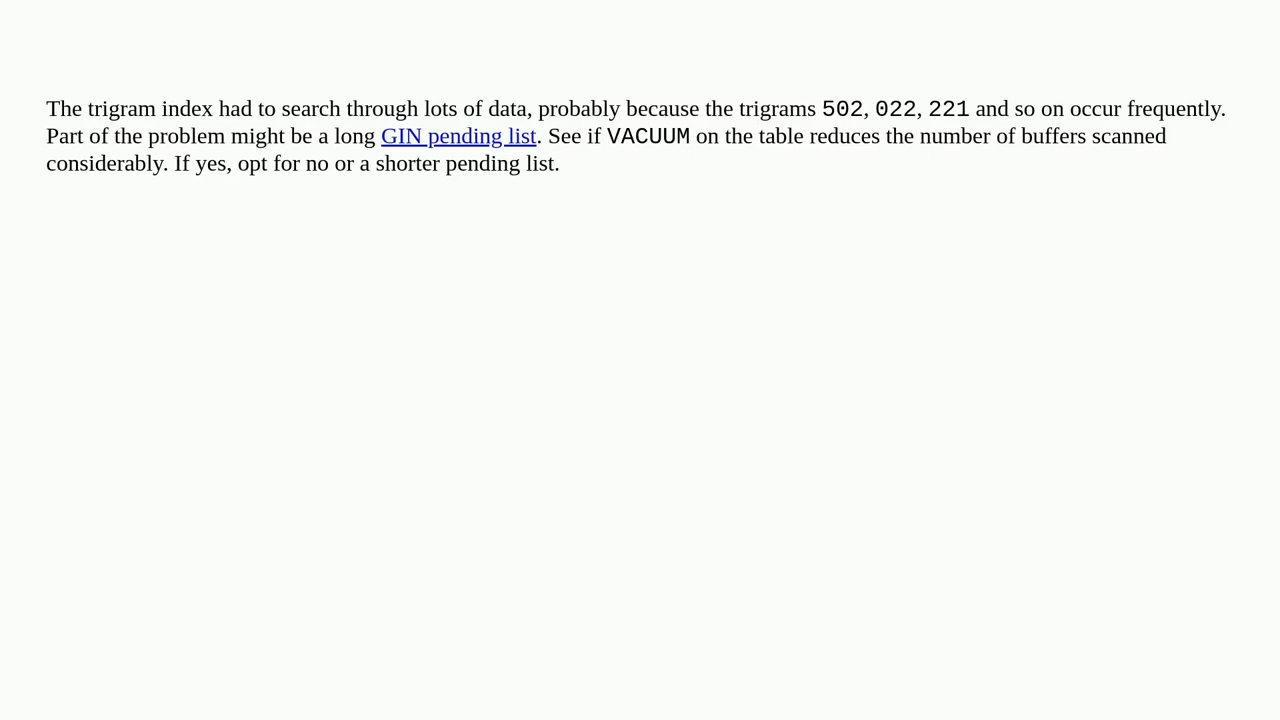 The trigram index had to search through lots of data, probably because the trigrams 502, 022, 221 and so on occur frequently.
Part of the problem might be a long GIN pending list. See if VACUUM on the table reduces the number of buffers scanned
considerably. If yes, opt for no or a shorter pending list.